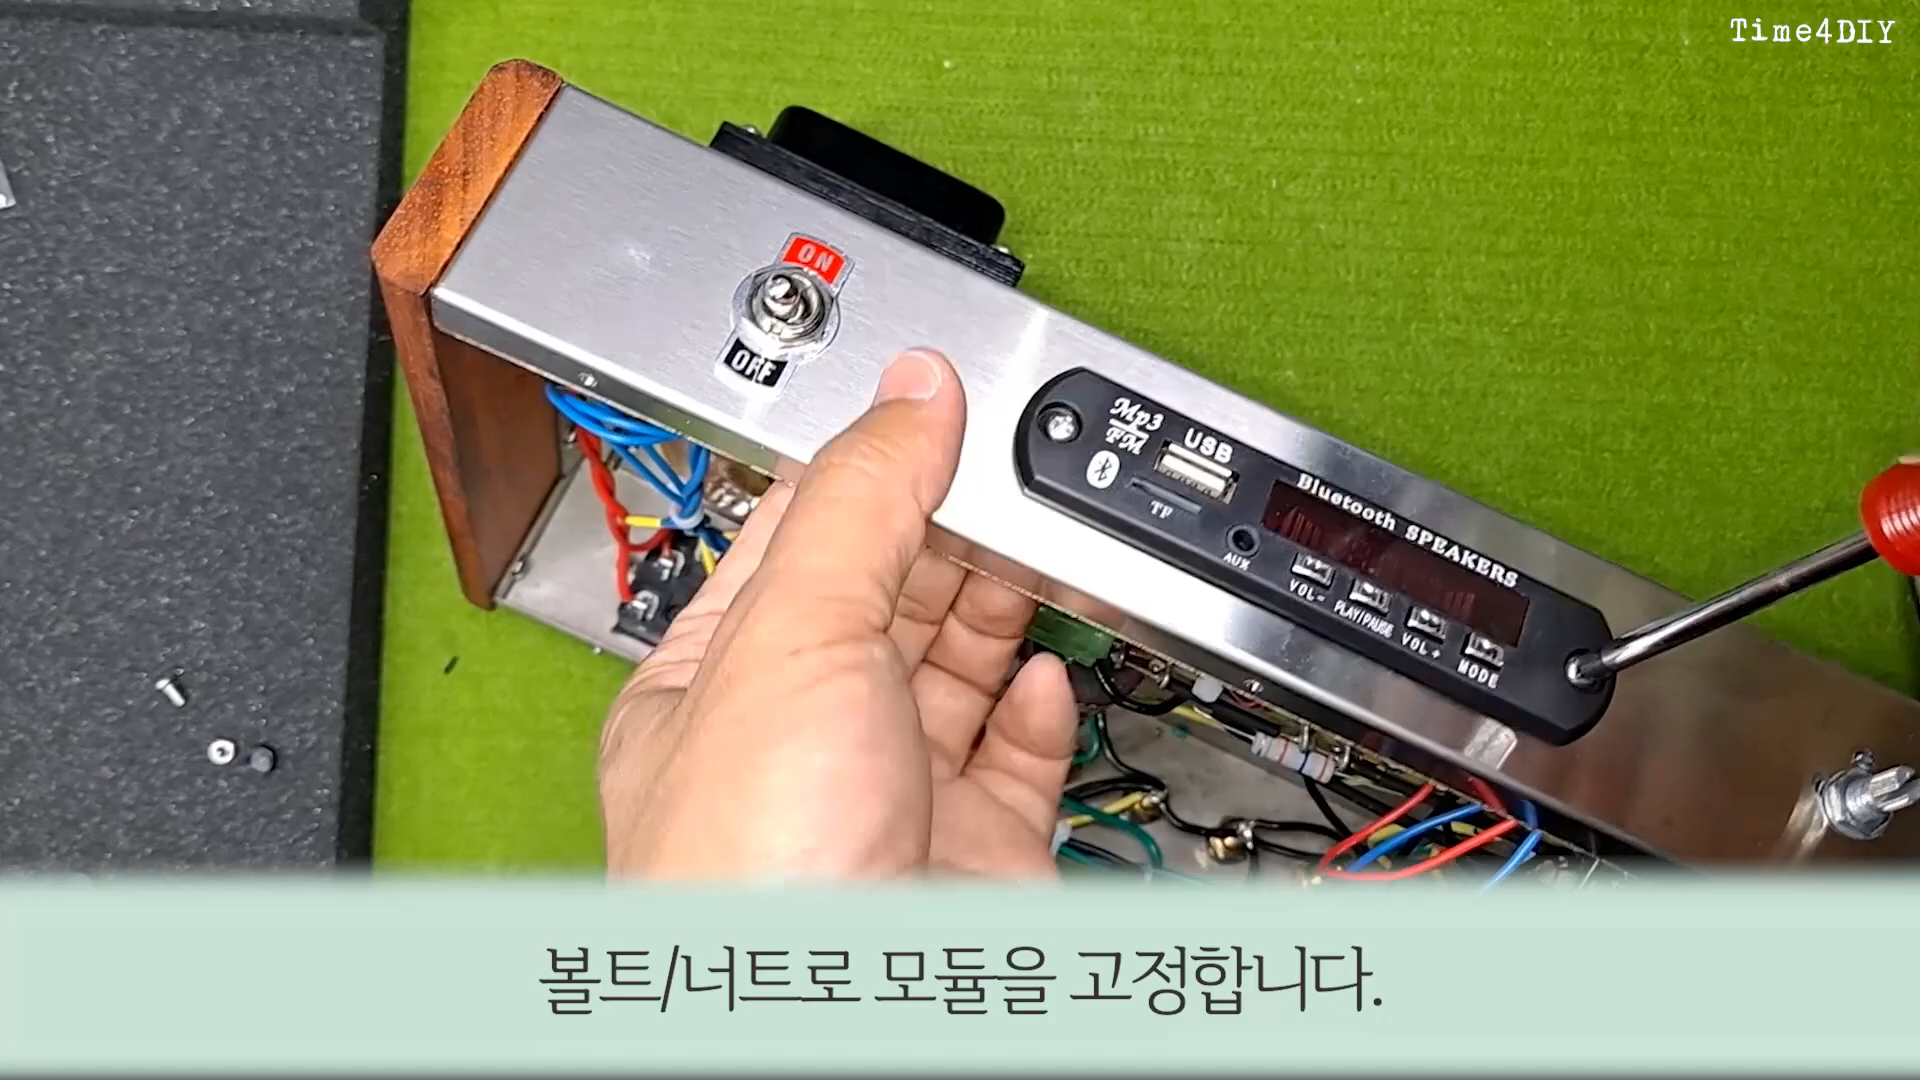 Time4DIY
ON
OFF
Mp3
FM
USB
TF
AUX
Bluetooth SPEAKERS
VOL-
PLAY/PAUSE
VOL+
MODE
볼트/너트로 모듈을 고정합니다.